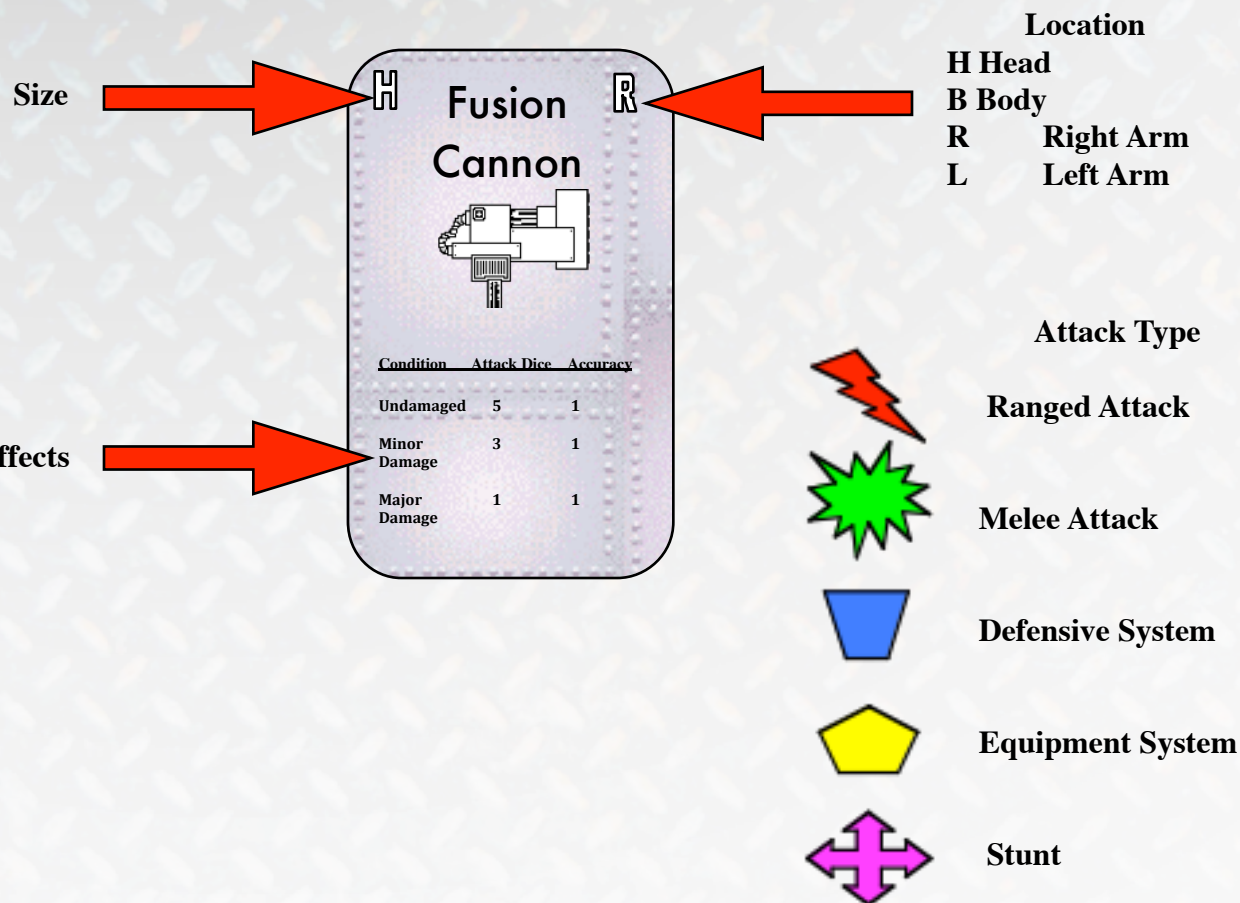 Size
H
Fusion
Cannon
R
Condition Attack Dice Accuracy
Undamaged 5 1
Minor
Damage 3 1
Major
Damage 1 1
ffects
Location
H Head
B Body
R Right Arm
L Left Arm
Attack Type
Ranged Attack
Melee Attack
Defensive System
Equipment System
Stunt